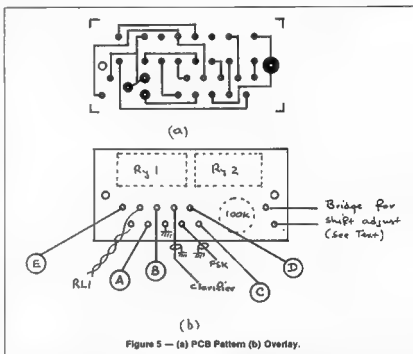 (a)
Ry 1
Ry 2
100K
Bridge for
shift adjust
(see Text)
E
RL1
A
B
Clarifier
FSK
C
D
(b)
Figure 5 — (a) PCB Pattern (b) Overlay.